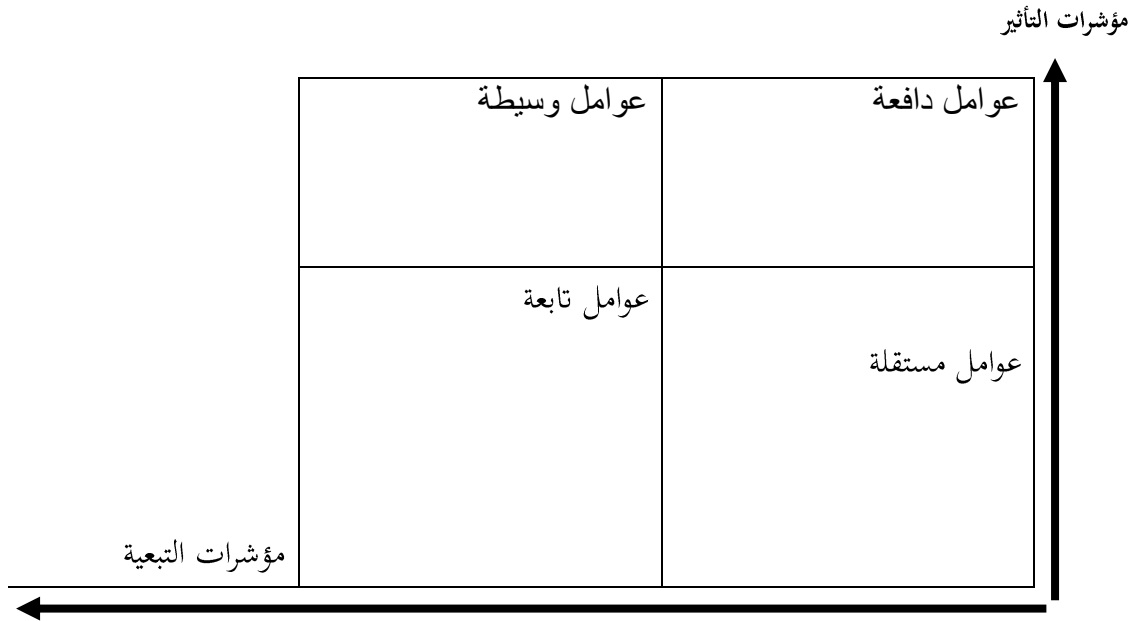 مؤشرات التأثير
عوامل دافعة
عوامل وسيطة
عوامل تابعة
عوامل مستقلة
مؤشرات التبعية